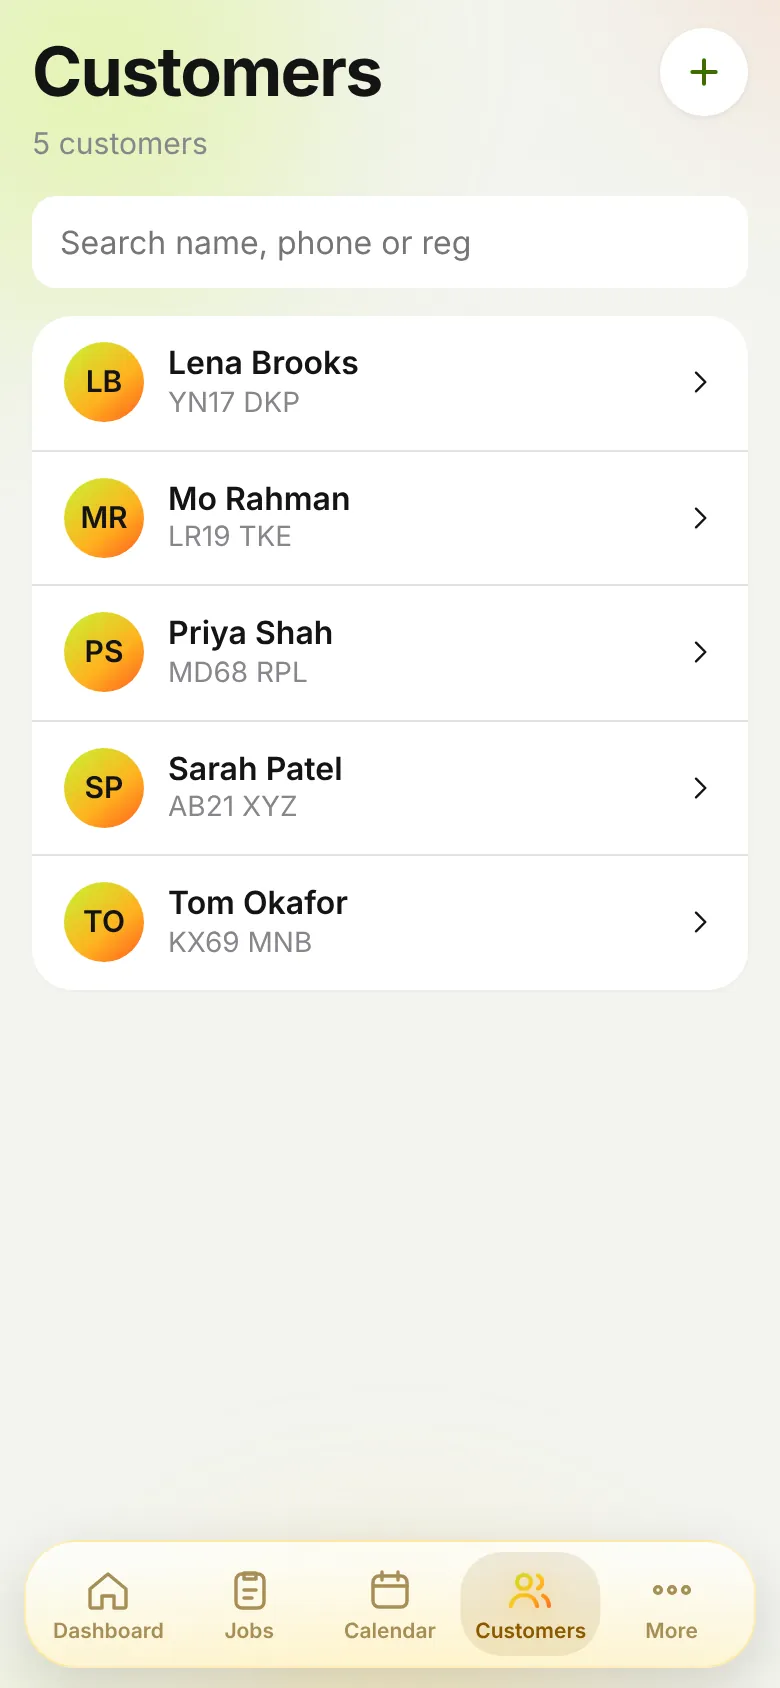 Customers
5 customers
Search name, phone or reg
LB
Lena Brooks
YN17 DKP
MR
Mo Rahman
LR19 TKE
PS
Priya Shah
MD68 RPL
SP
Sarah Patel
AB21 XYZ
TO
Tom Okafor
KX69 MNB
Dashboard
Jobs
Calendar
Customers
More